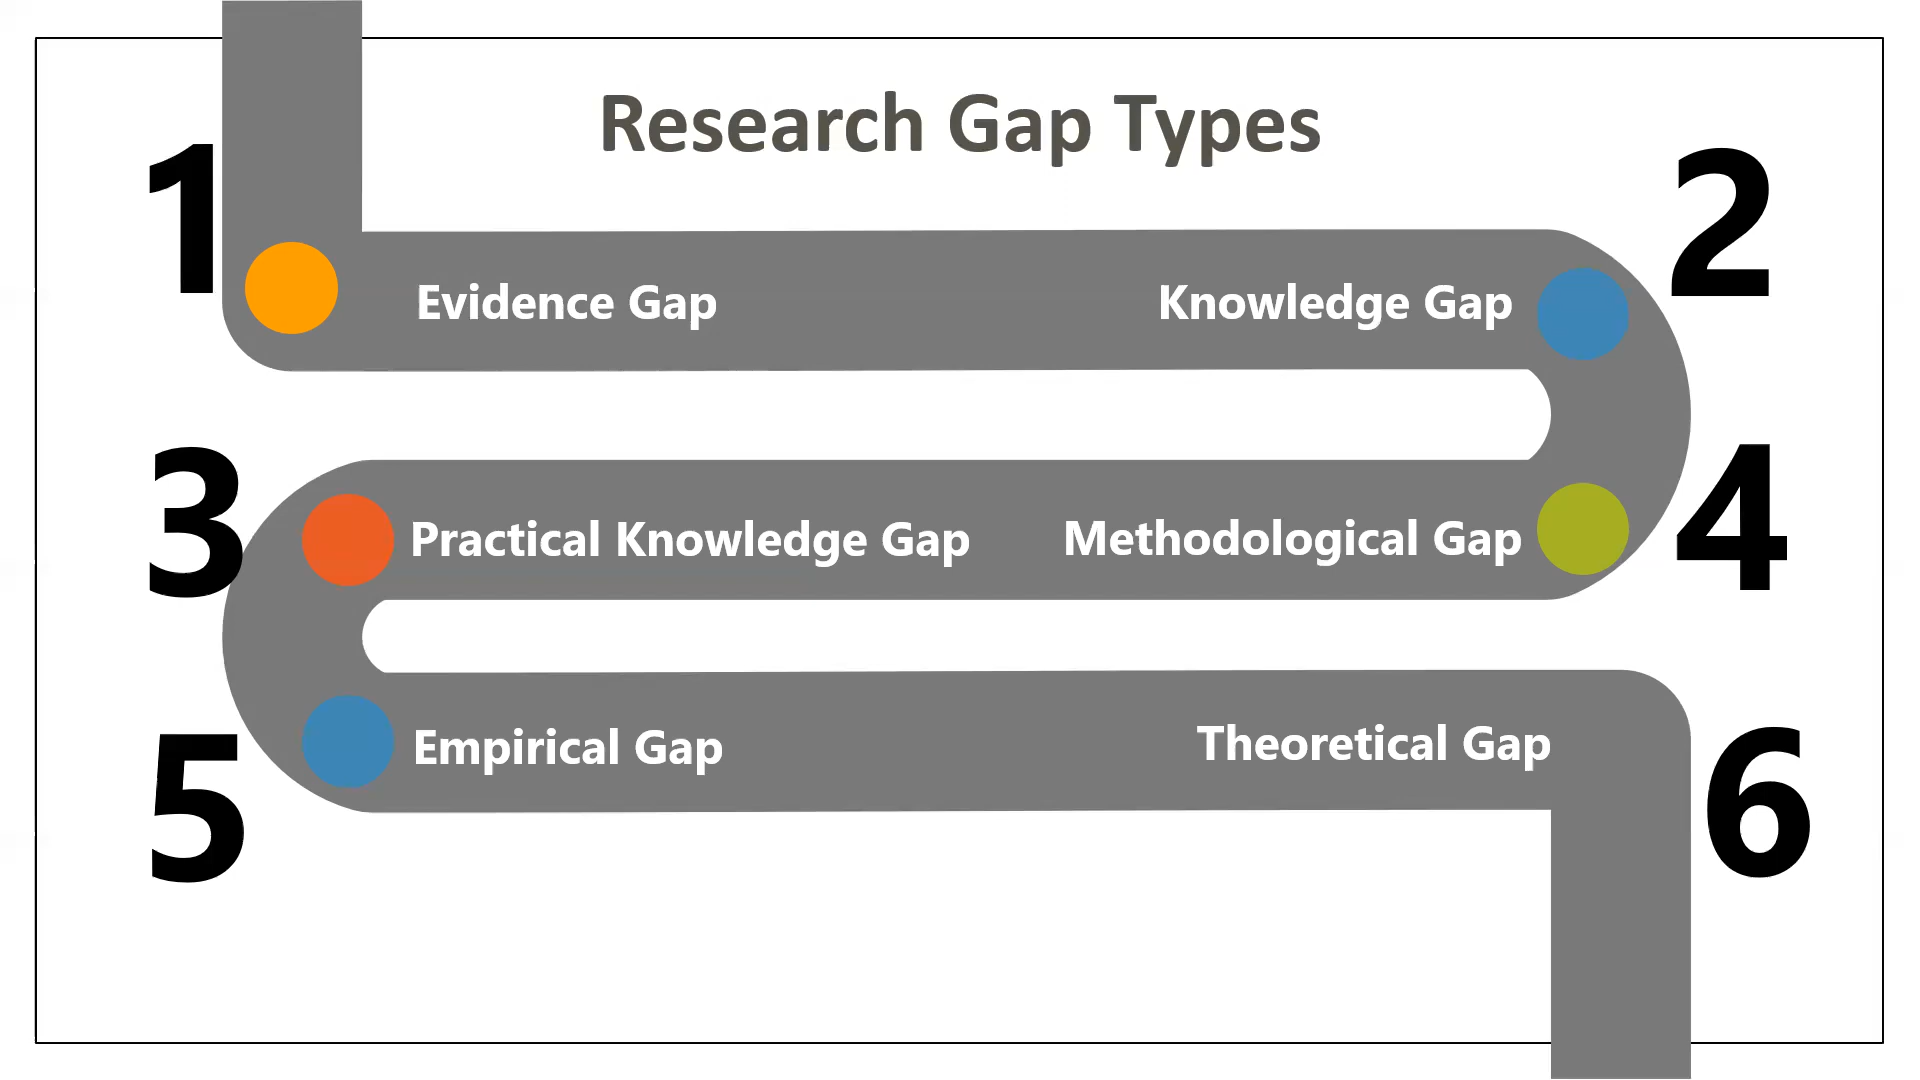 Research Gap Types
1
2
Evidence Gap
Knowledge Gap
3
4
Practical Knowledge Gap
Methodological Gap
5
6
Empirical Gap
Theoretical Gap